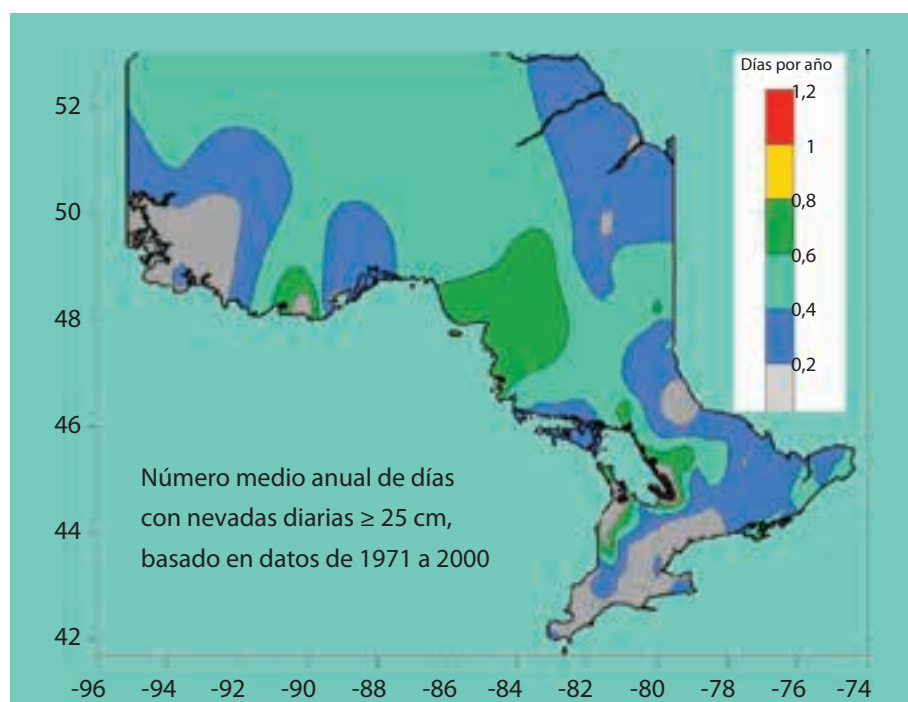 Días por año
1,2
1
0,8
0,6
0,4
0,2
52
50
48
46
44
42
Número medio anual de días
con nevadas diarias ≥ 25 cm,
basado en datos de 1971 a 2000
-96 -94 -92 -90 -88 -86 -84 -82 -80 -78 -76 -74